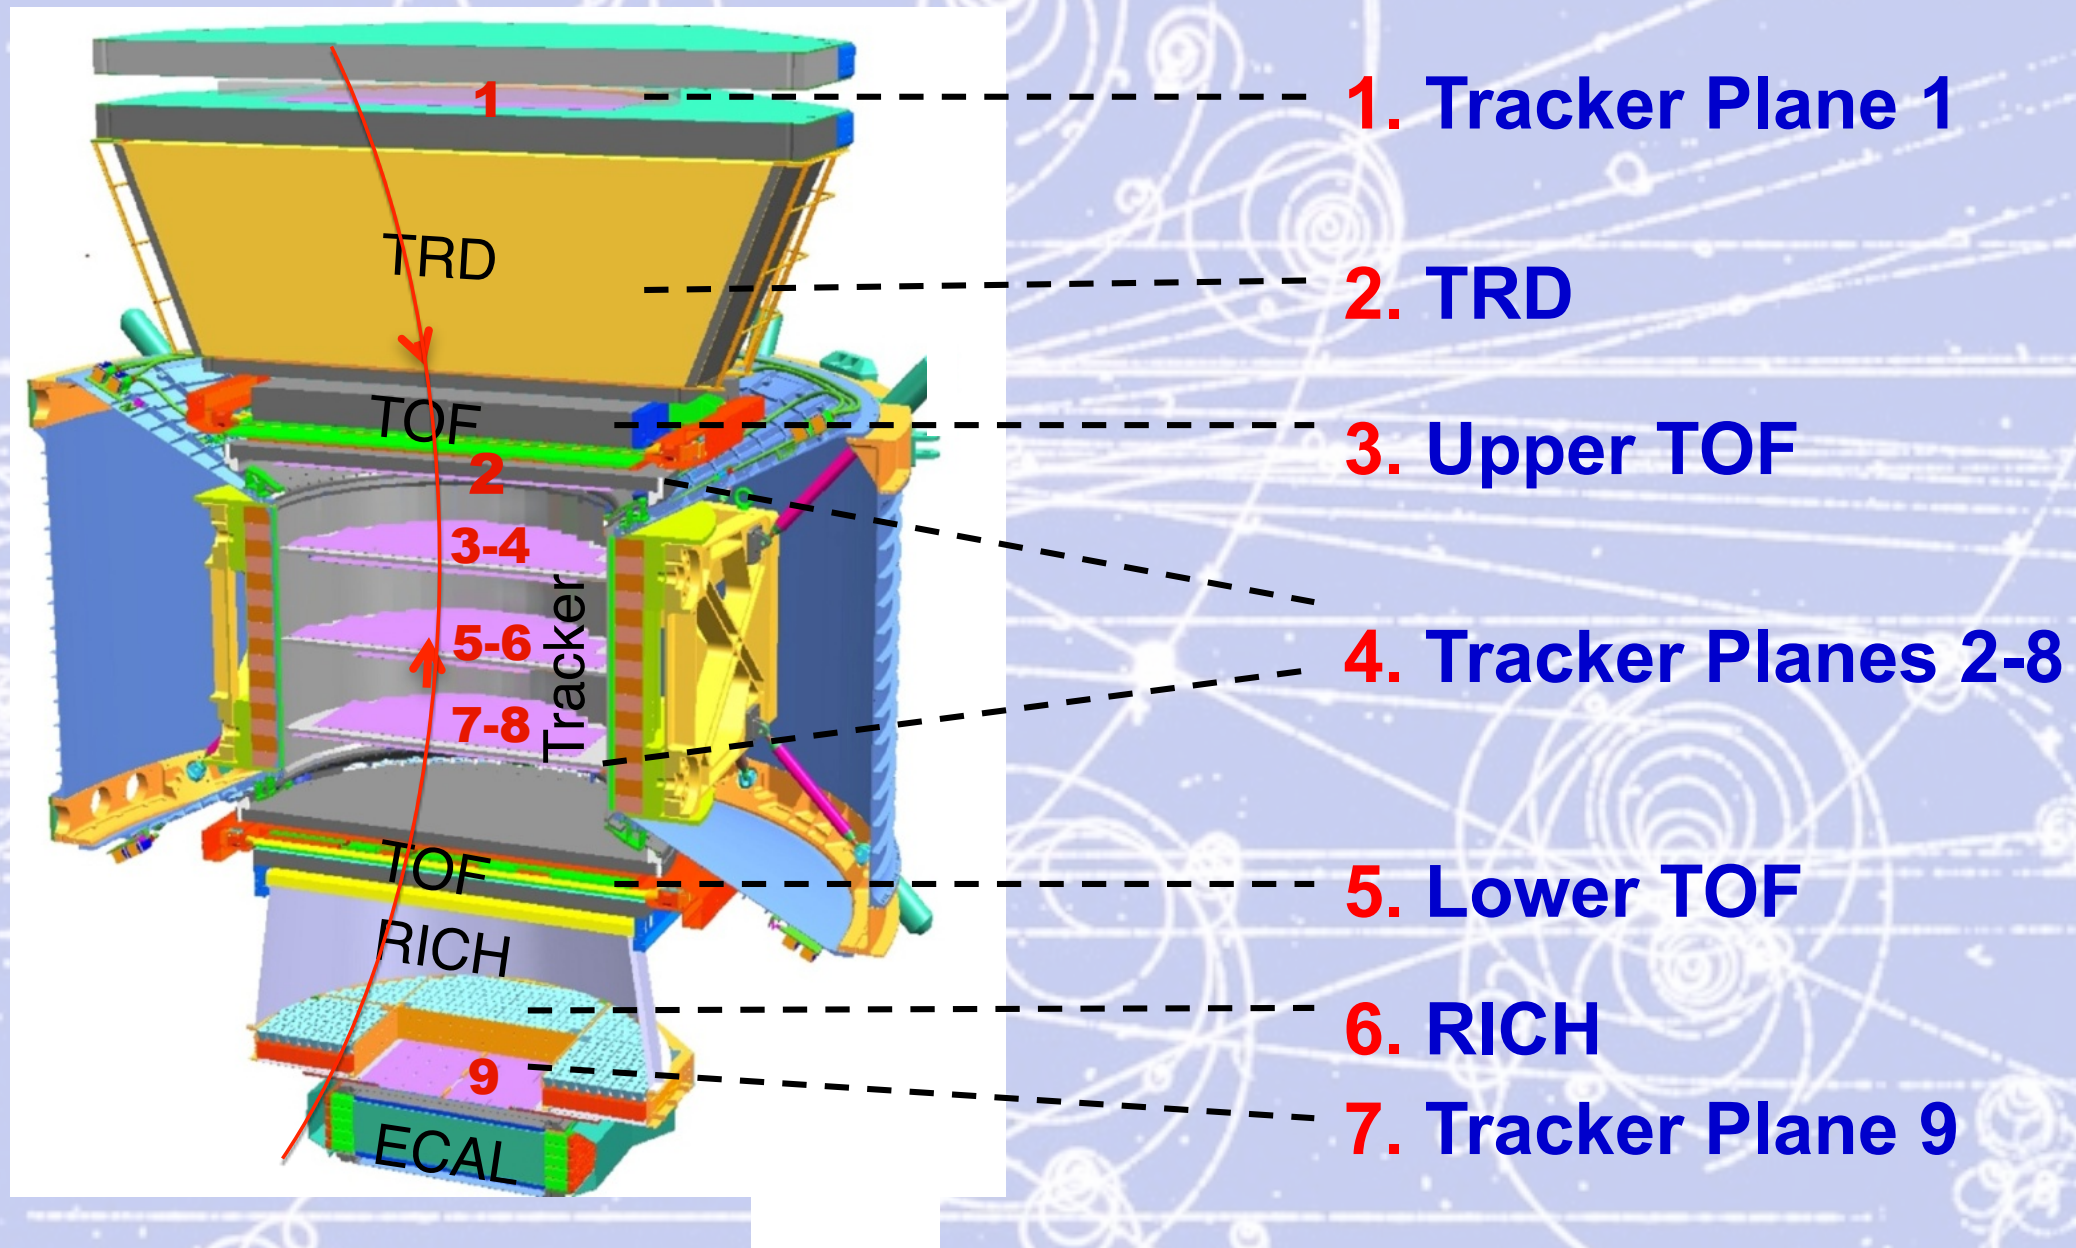 1
TRD
TOF
2
3-4
5-6
7-8
Tracker
TOF
RICH
9
ECAL
1. Tracker Plane 1
2. TRD
3. Upper TOF
4. Tracker Planes 2-8
5. Lower TOF
6. RICH
7. Tracker Plane 9